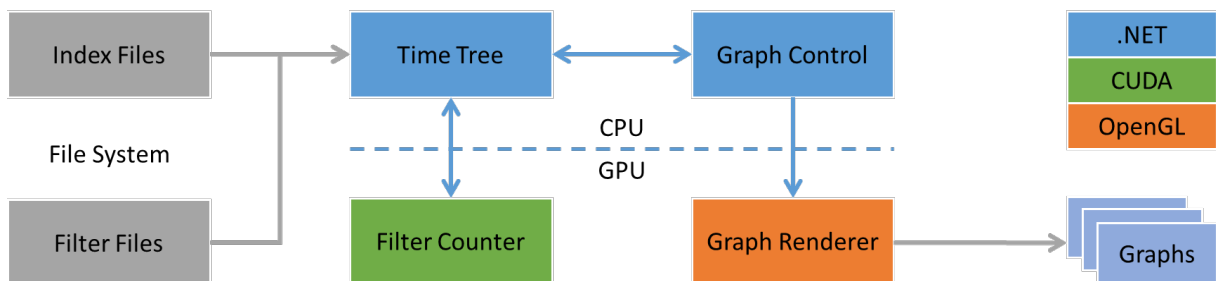 Index Files
Time Tree
Graph Control
.NET
CUDA
OpenGL
CPU
File System
GPU
Filter Files
Filter Counter
Graph Renderer
Graphs